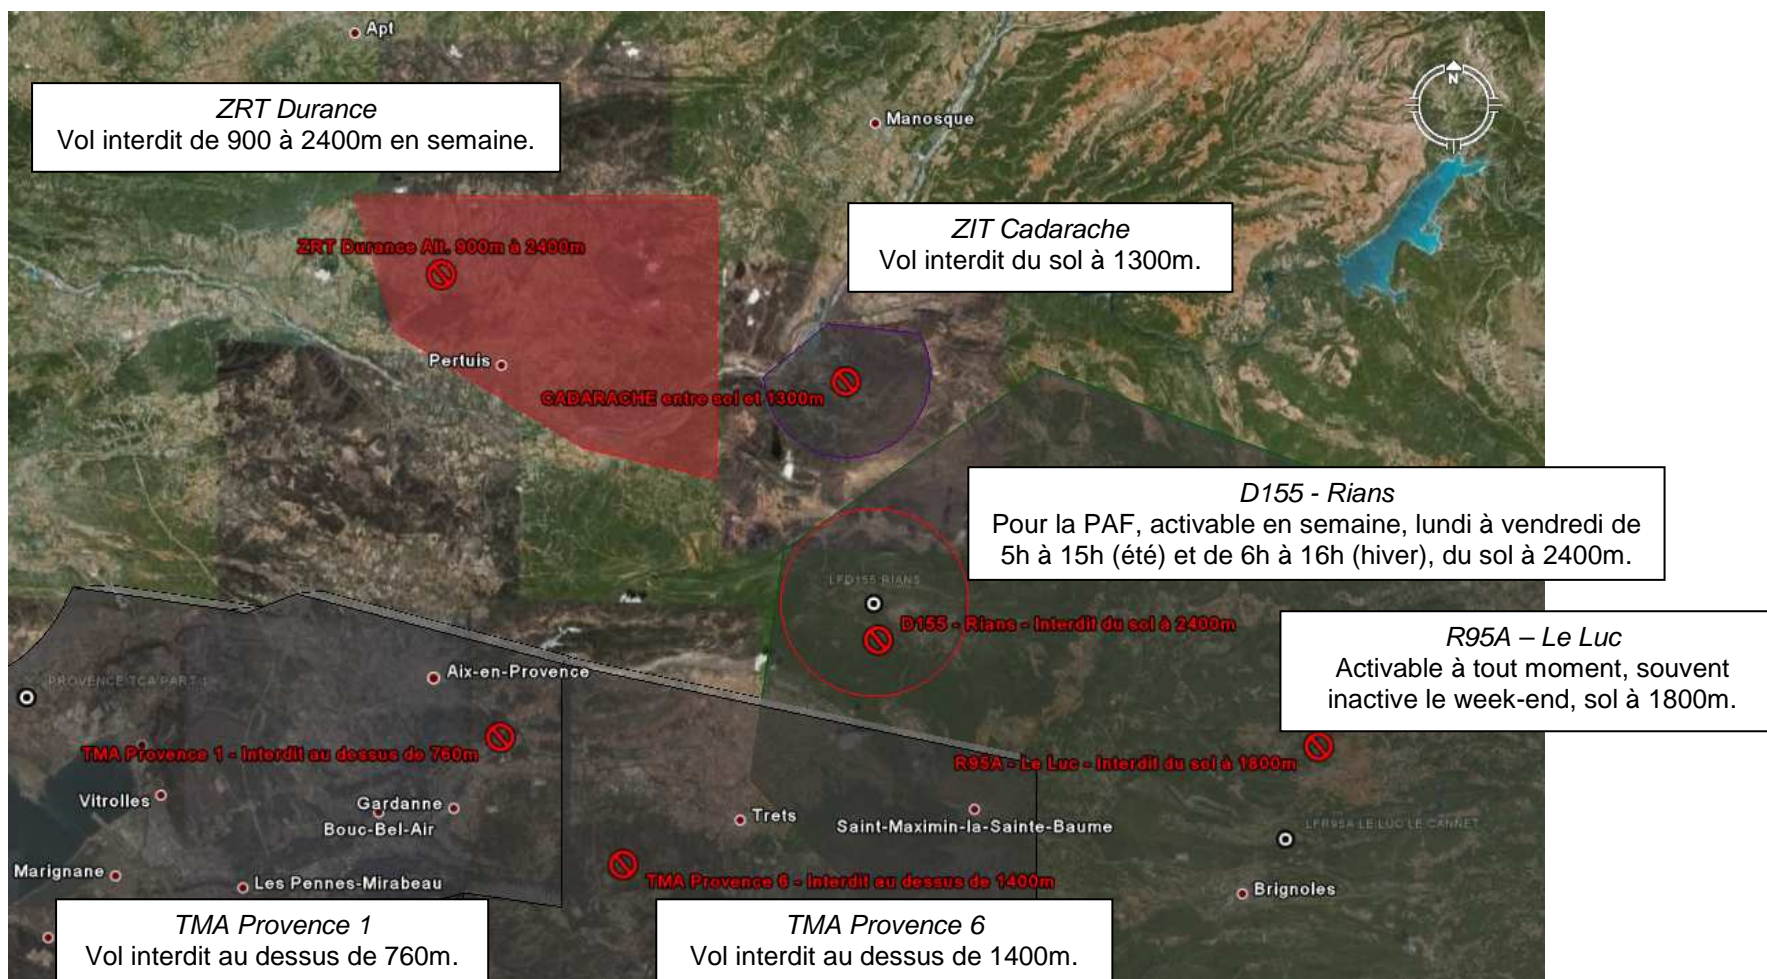 Apt
N
ZRT Durance
Vol interdit de 900 à 2400m en semaine.
Manosque
ZIT Cadarache
Vol interdit du sol à 1300m.
ZRT Durance Alt. 900m à 2400m
Pertuis
CADARACHE entre sol et 1300m
D155 - Rians
Pour la PAF, activable en semaine, lundi à vendredi de
5h à 15h (été) et de 6h à 16h (hiver), du sol à 2400m.
LFD155 RIANS
D155 - Rians - Interdit du sol à 2400m
R95A – Le Luc
Activable à tout moment, souvent
inactive le week-end, sol à 1800m.
Aix-en-Provence
PROVENCE TCA PART 1
TMA Provence 1 - Interdit au dessus de 760m
R95A - Le Luc - Interdit du sol à 1800m
Vitrolles
Gardanne
Bouc-Bel-Air
Trets
Saint-Maximin-la-Sainte-Baume
LFR95A LE LUC LE CANNET
Marignane
Les Pennes-Mirabeau
TMA Provence 6 - Interdit au dessus de 1400m
Brignoles
TMA Provence 1
Vol interdit au dessus de 760m.
TMA Provence 6
Vol interdit au dessus de 1400m.